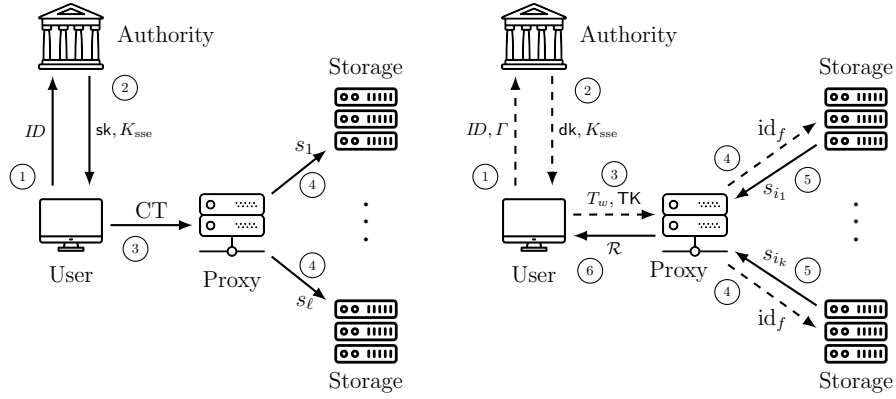 Authority
Storage
2
ID
sk, K_sse
s_1
1
4
CT
3
4
User
Proxy
s_ℓ
Storage
Authority
Storage
2
id_f
ID, Γ
dk, K_sse
4
3
1
5
T_w, TK
s_{i_1}
R
s_{i_k}
User
6
Proxy
5
4
id_f
Storage